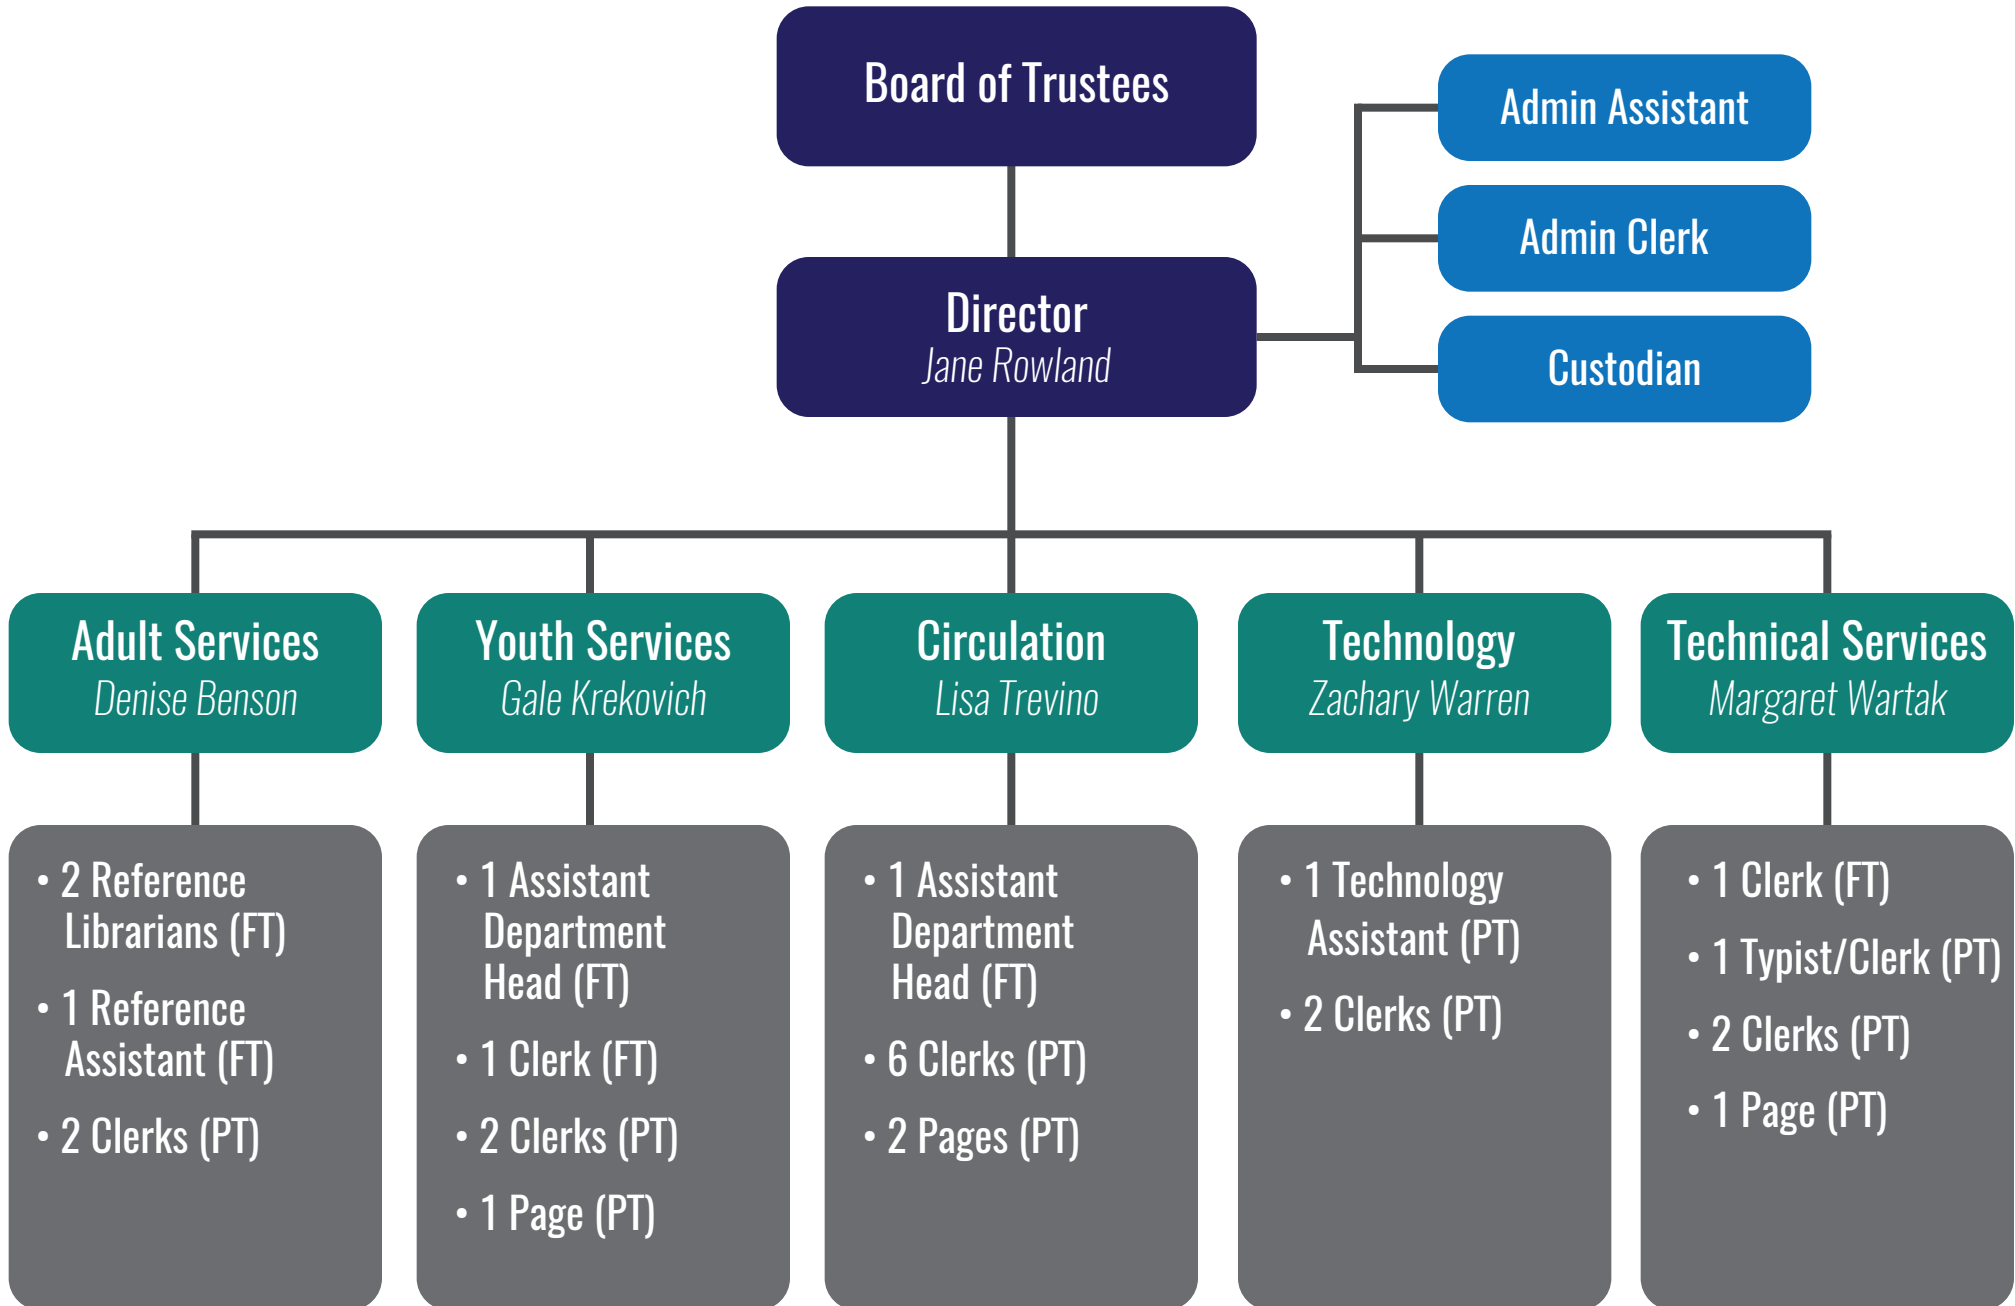 Board of Trustees
Admin Assistant
Admin Clerk
Custodian
Director
Jane Rowland
Adult Services
Denise Benson
Youth Services
Gale Krekovich
Circulation
Lisa Trevino
Technology
Zachary Warren
Technical Services
Margaret Wartak
• 2 Reference
Librarians (FT)
• 1 Reference
Assistant (FT)
• 2 Clerks (PT)
• 1 Assistant
Department
Head (FT)
• 1 Clerk (FT)
• 2 Clerks (PT)
• 1 Page (PT)
• 1 Assistant
Department
Head (FT)
• 6 Clerks (PT)
• 2 Pages (PT)
• 1 Technology
Assistant (PT)
• 2 Clerks (PT)
• 1 Clerk (FT)
• 1 Typist/Clerk (PT)
• 2 Clerks (PT)
• 1 Page (PT)